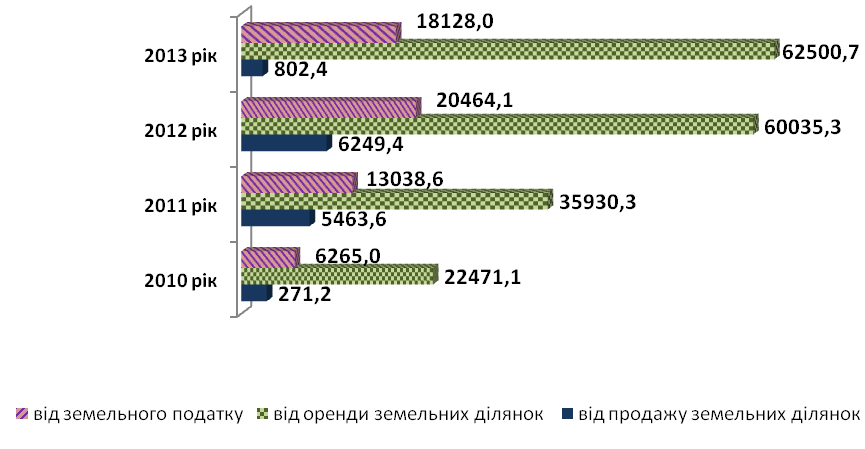 18128,0
2013 рік
62500,7
802,4
20464,1
2012 рік
60035,3
6249,4
13038,6
2011 рік
35930,3
5463,6
6265,0
2010 рік
22471,1
271,2
від земельного податку від оренди земельних ділянок від продажу земельних ділянок